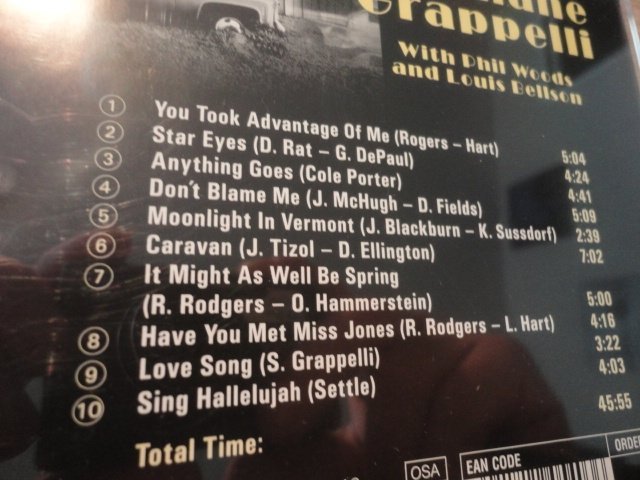 Grappelli
With Phil Woods
and Louis Bellson
1 You Took Advantage Of Me (Rogers – Hart) 5:04
2 Star Eyes (D. Rat – G. DePaul) 4:24
3 Anything Goes (Cole Porter) 4:41
4 Don't Blame Me (J. McHugh – D. Fields) 5:09
5 Moonlight In Vermont (J. Blackburn – K. Sussdorf) 2:39
6 Caravan (J. Tizol – D. Ellington) 7:02
7 It Might As Well Be Spring
(R. Rodgers – O. Hammerstein) 5:00
8 Have You Met Miss Jones (R. Rodgers – L. Hart) 4:16
9 Love Song (S. Grappelli) 3:22
10 Sing Hallelujah (Settle) 4:03
Total Time: 45:55
OSA EAN CODE ORDER